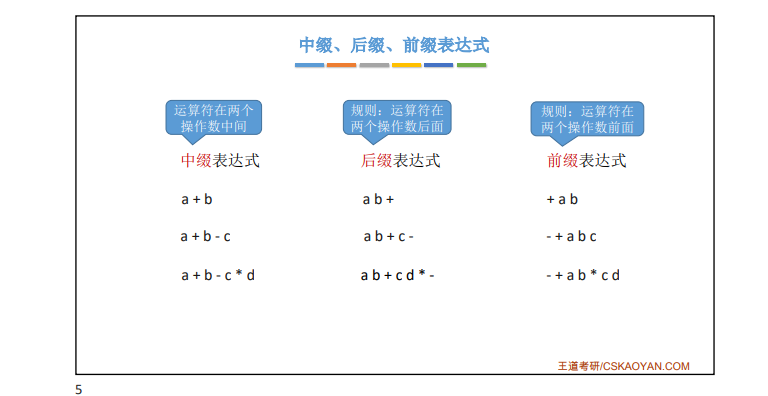 中缀、后缀、前缀表达式
运算符在两个
操作数中间
规则：运算符在
两个操作数后面
规则：运算符在
两个操作数前面
中缀表达式 后缀表达式 前缀表达式
a + b a b + + a b
a + b - c a b + c - - + a b c
a + b - c * d a b + c d * - - + a b * c d
王道考研/CSKAOYAN.COM
5